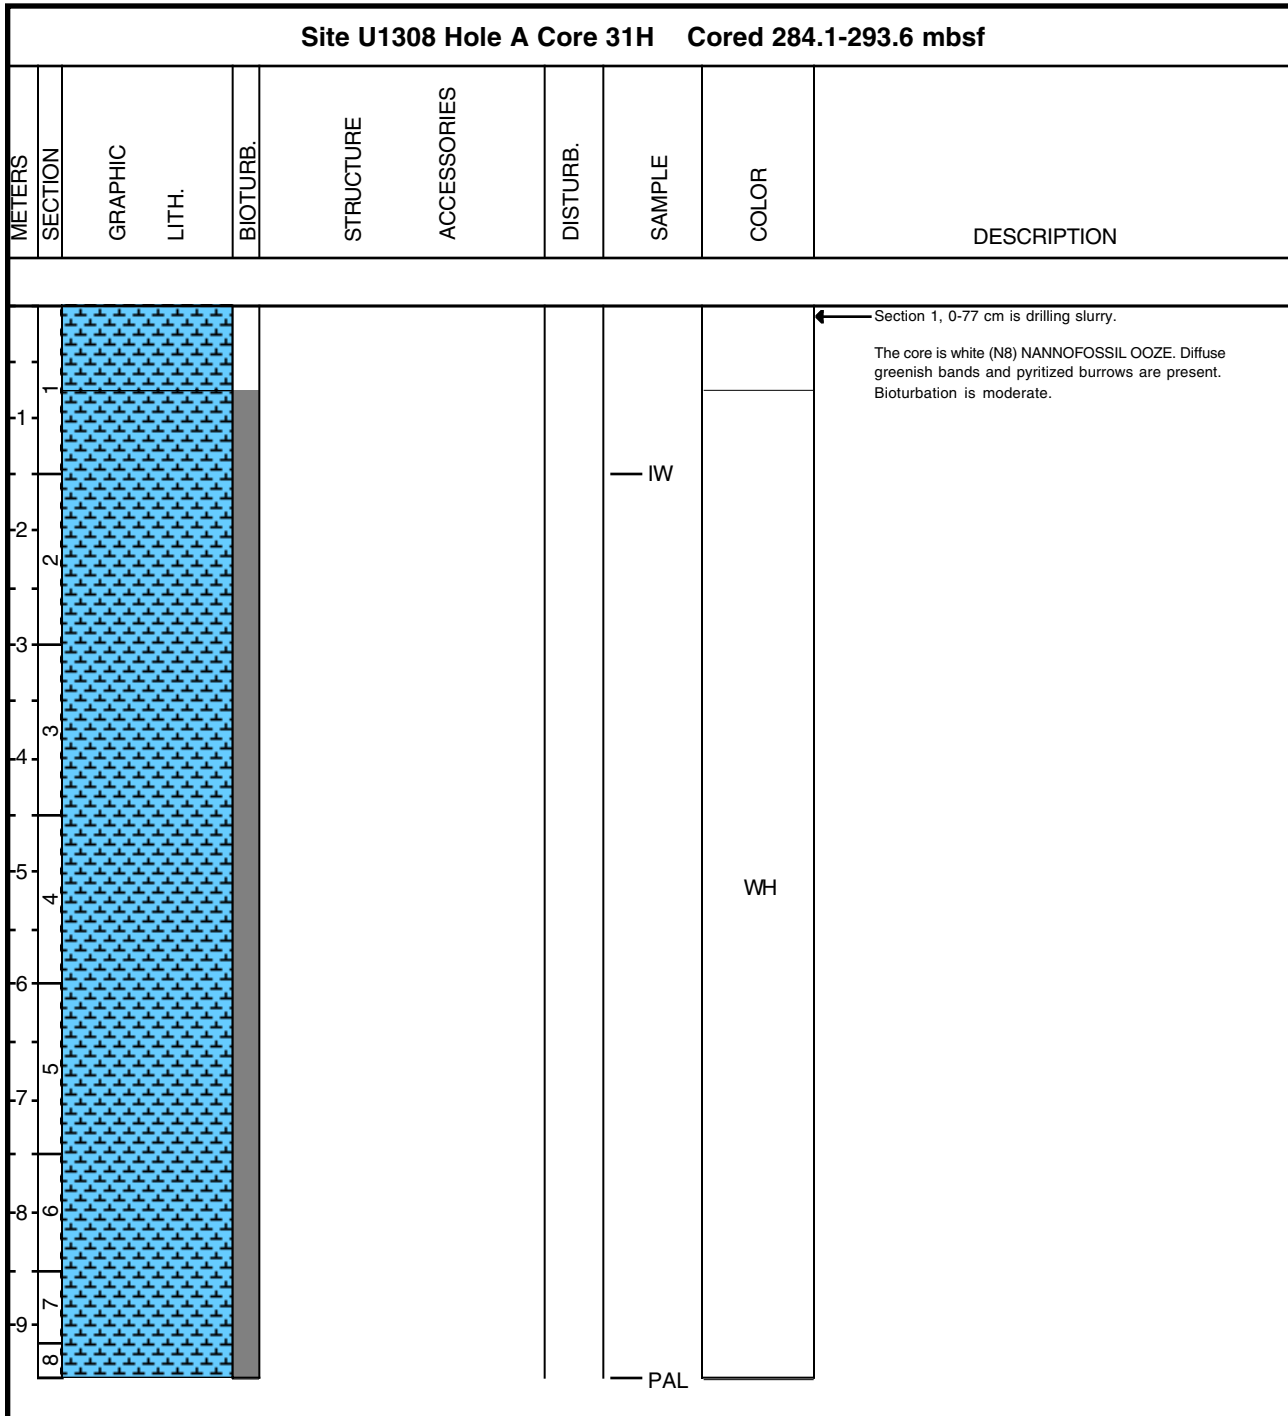 Site U1308 Hole A Core 31H Cored 284.1-293.6 mbsf
METERS
SECTION
GRAPHIC
LITH.
BIOTURB.
STRUCTURE
ACCESSORIES
DISTURB.
SAMPLE
COLOR
DESCRIPTION
Section 1, 0-77 cm is drilling slurry.
The core is white (N8) NANNOFOSSIL OOZE. Diffuse
greenish bands and pyritized burrows are present.
Bioturbation is moderate.
1
1
IW
2
2
3
3
4
5
4
WH
6
5
7
8
6
7
9
8
PAL